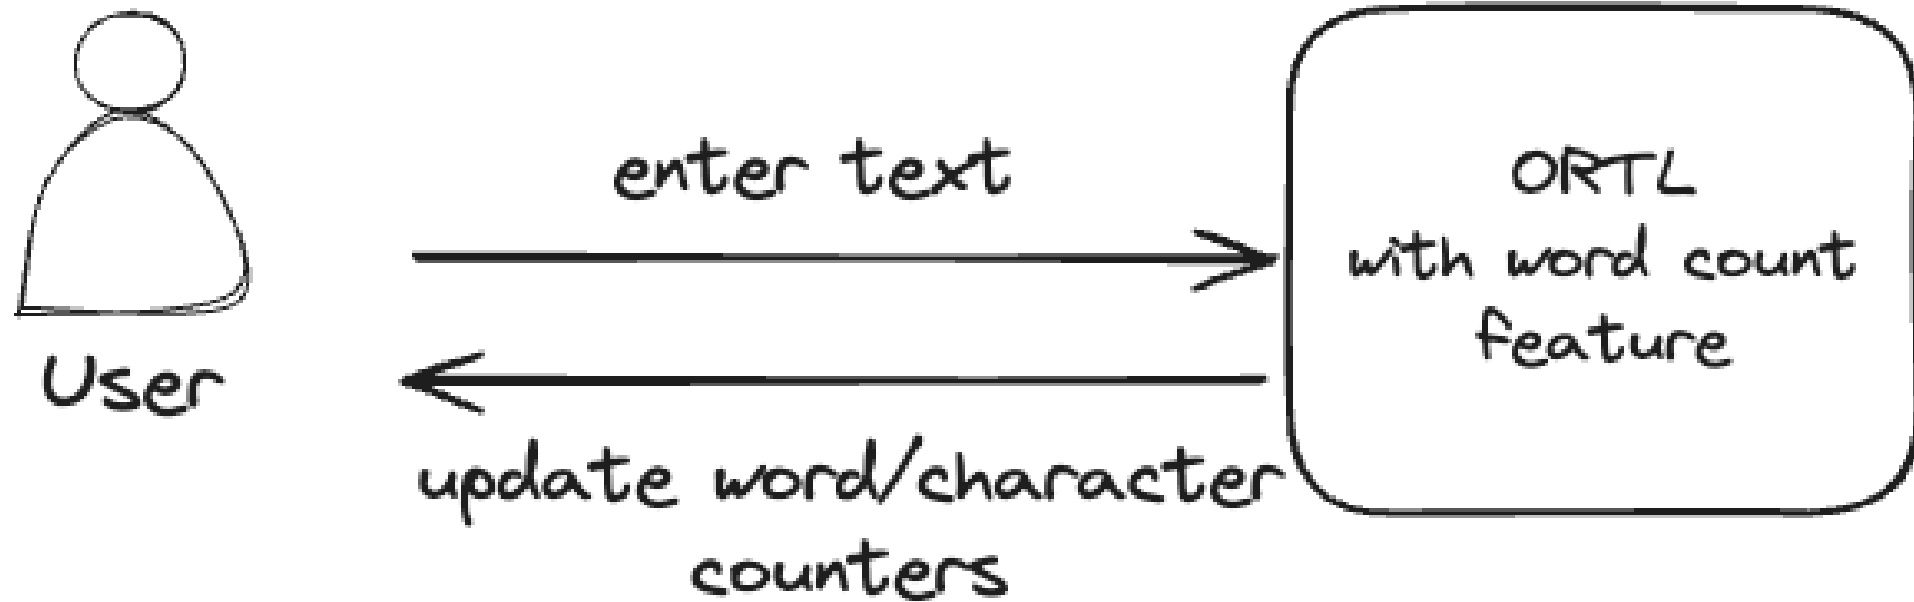 enter text
ORTL
with word count
feature
User
update word/character
counters